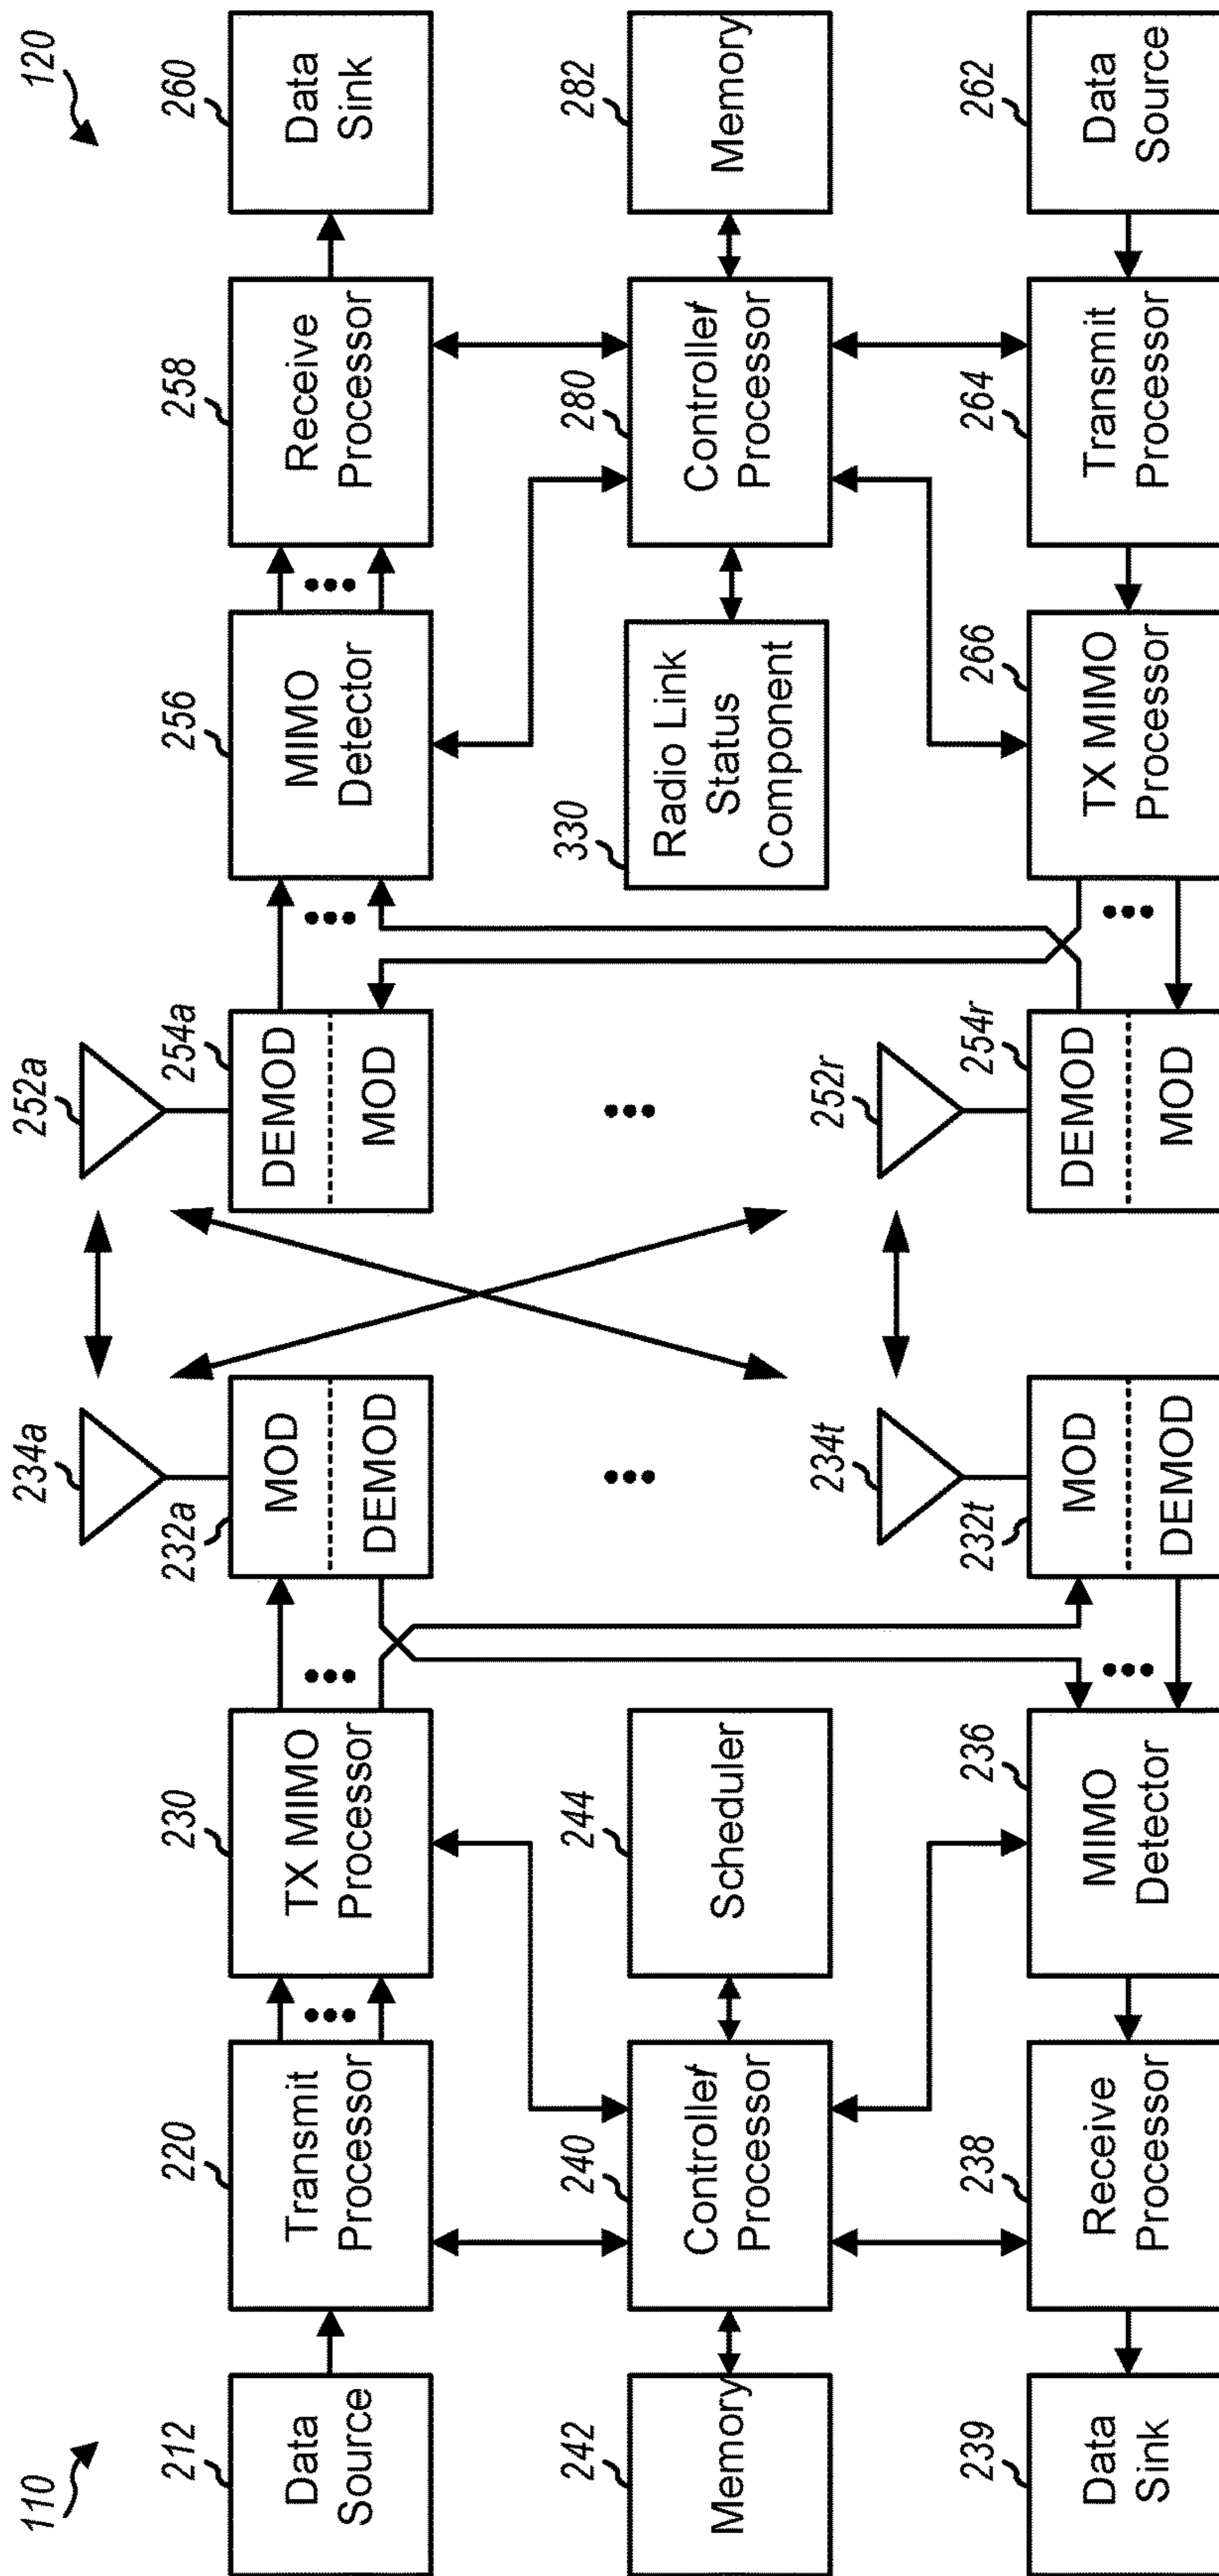 110
120
212
Data
Source
220
Transmit
Processor
230
TX MIMO
Processor
232a
MOD
DEMOD
234a
252a
254a
DEMOD
MOD
256
MIMO
Detector
258
Receive
Processor
260
Data
Sink
242
Memory
240
Controller/
Processor
244
Scheduler
330
Radio Link
Status
Component
280
Controller/
Processor
282
Memory
239
Data
Sink
238
Receive
Processor
236
MIMO
Detector
232t
MOD
DEMOD
234t
252r
254r
DEMOD
MOD
266
TX MIMO
Processor
264
Transmit
Processor
262
Data
Source